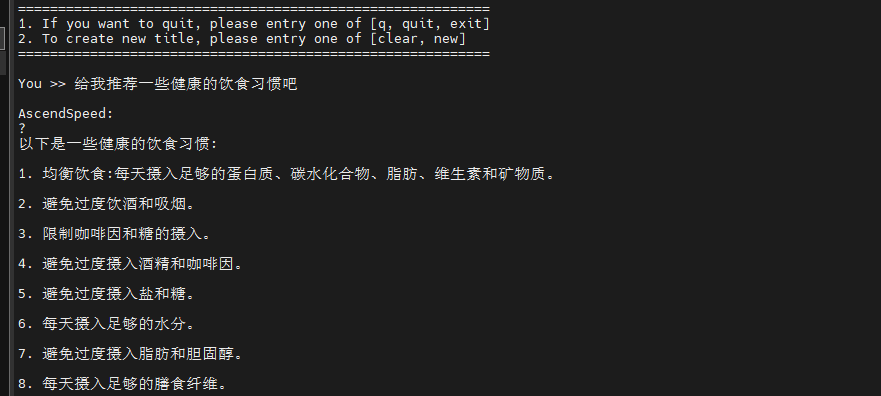 ============================================================
1. If you want to quit, please entry one of [q, quit, exit]
2. To create new title, please entry one of [clear, new]
============================================================
You >> 给我推荐一些健康的饮食习惯吧
AscendSpeed:
?
以下是一些健康的饮食习惯:
1. 均衡饮食:每天摄入足够的蛋白质、碳水化合物、脂肪、维生素和矿物质。
2. 避免过度饮酒和吸烟。
3. 限制咖啡因和糖的摄入。
4. 避免过度摄入酒精和咖啡因。
5. 避免过度摄入盐和糖。
6. 每天摄入足够的水分。
7. 避免过度摄入脂肪和胆固醇。
8. 每天摄入足够的膳食纤维。